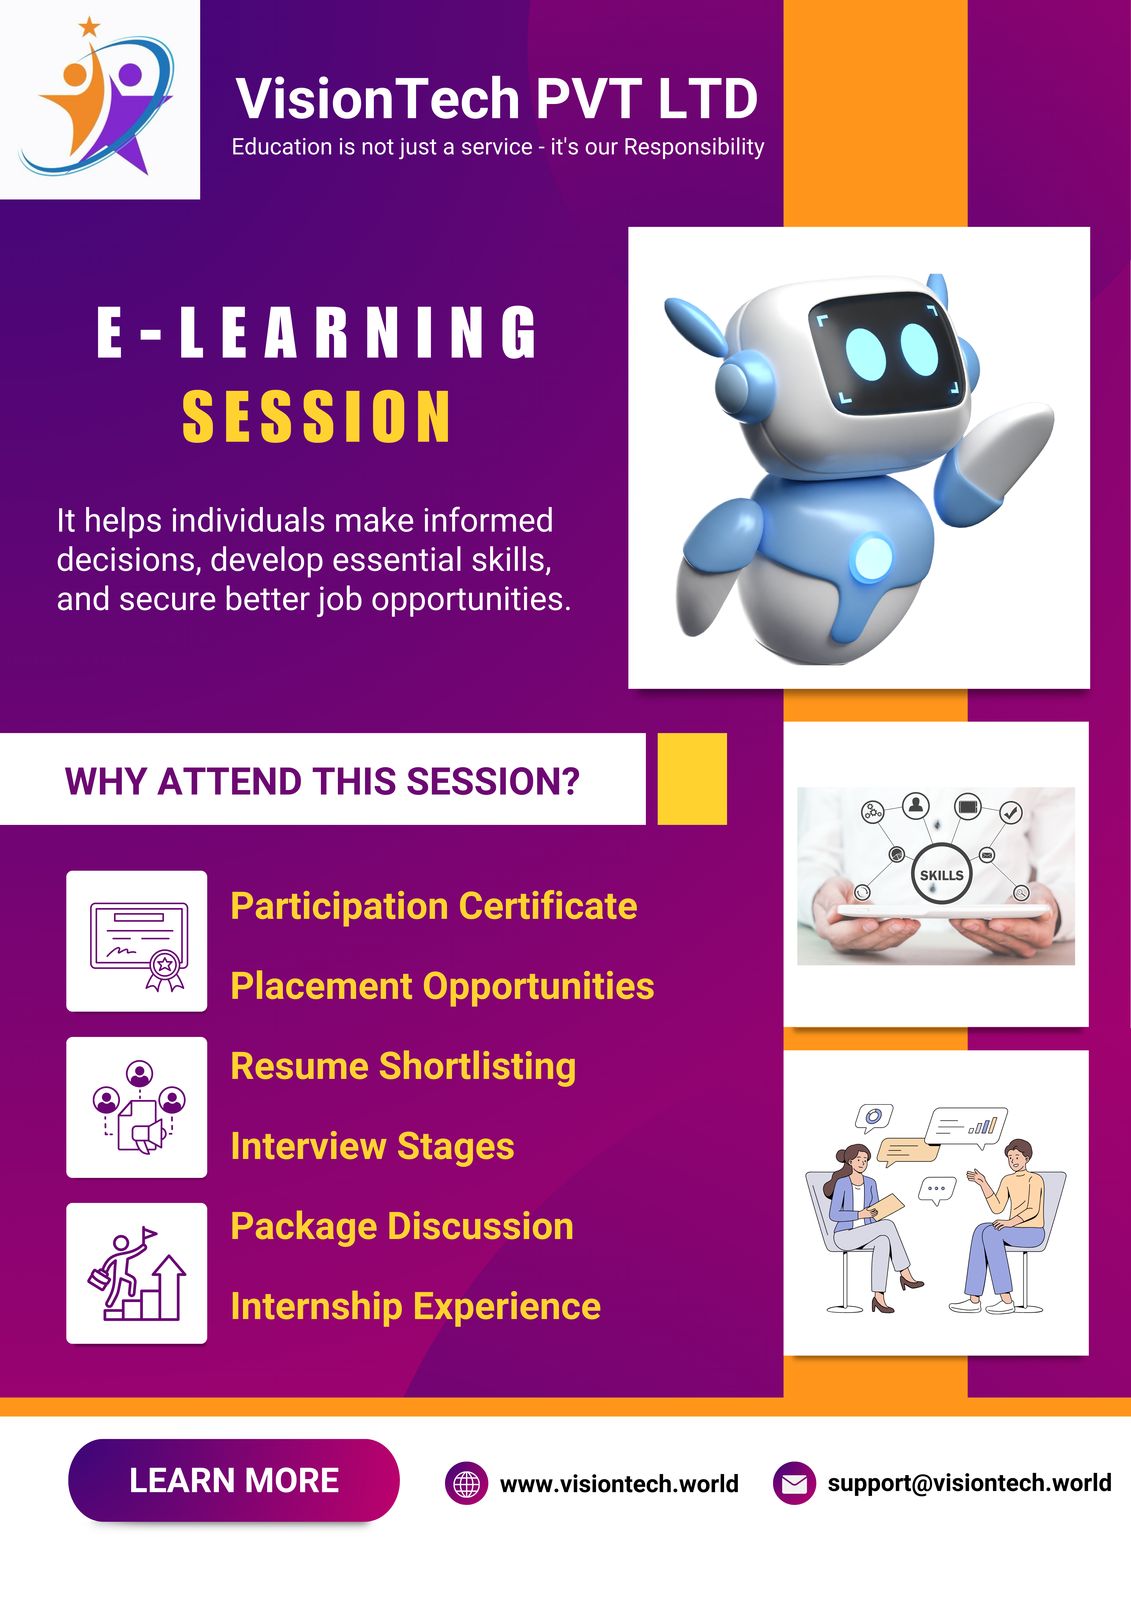 VisionTech PVT LTD
Education is not just a service - it's our Responsibility
E-LEARNING
SESSION
It helps individuals make informed
decisions, develop essential skills,
and secure better job opportunities.
WHY ATTEND THIS SESSION?
Participation Certificate
Placement Opportunities
Resume Shortlisting
Interview Stages
Package Discussion
Internship Experience
SKILLS
LEARN MORE
www.visiontech.world
support@visiontech.world